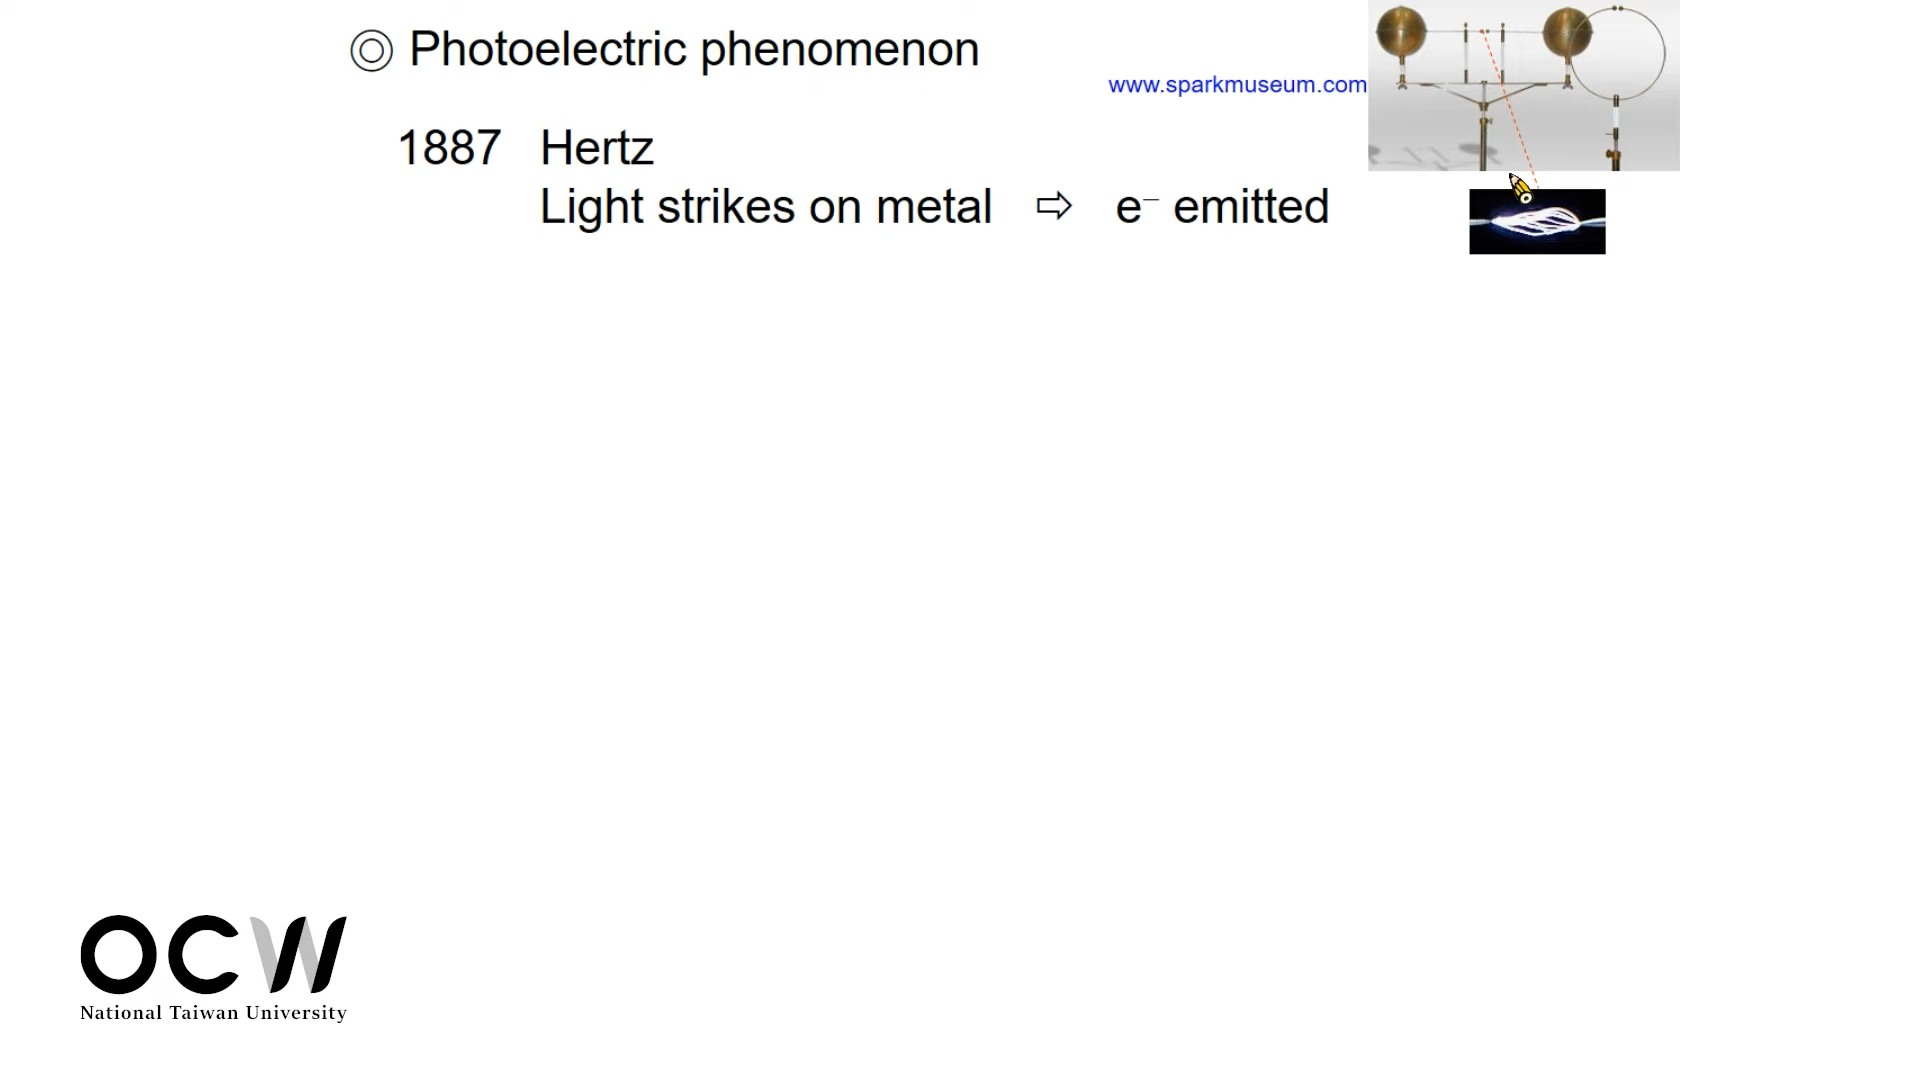 ◎ Photoelectric phenomenon
www.sparkmuseum.com
1887 Hertz
Light strikes on metal ⇨ e⁻ emitted
OCW
National Taiwan University